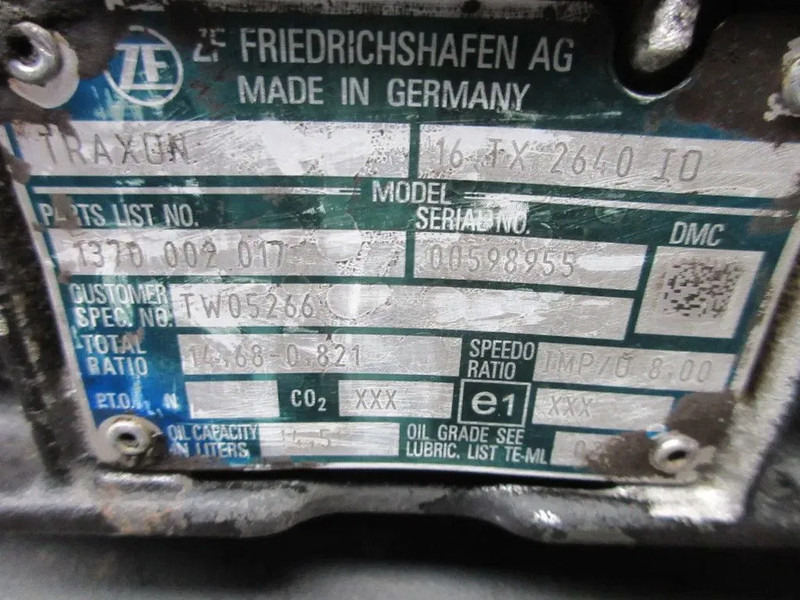 ZF ZF FRIEDRICHSHAFEN AG
MADE IN GERMANY
TRAXON 16 TX 2640 IO
MODEL
PARTS LIST NO. SERIAL NO. DMC
1370 002 017 00598955
CUSTOMER SPEC. NO. TW05266
TOTAL RATIO 14.68-0.821 SPEEDO RATIO IMP/U 8.00
P.T.O. N CO2 XXX e1 XXX
OIL CAPACITY IN LITERS OIL GRADE SEE
LUBRIC. LIST TE-ML